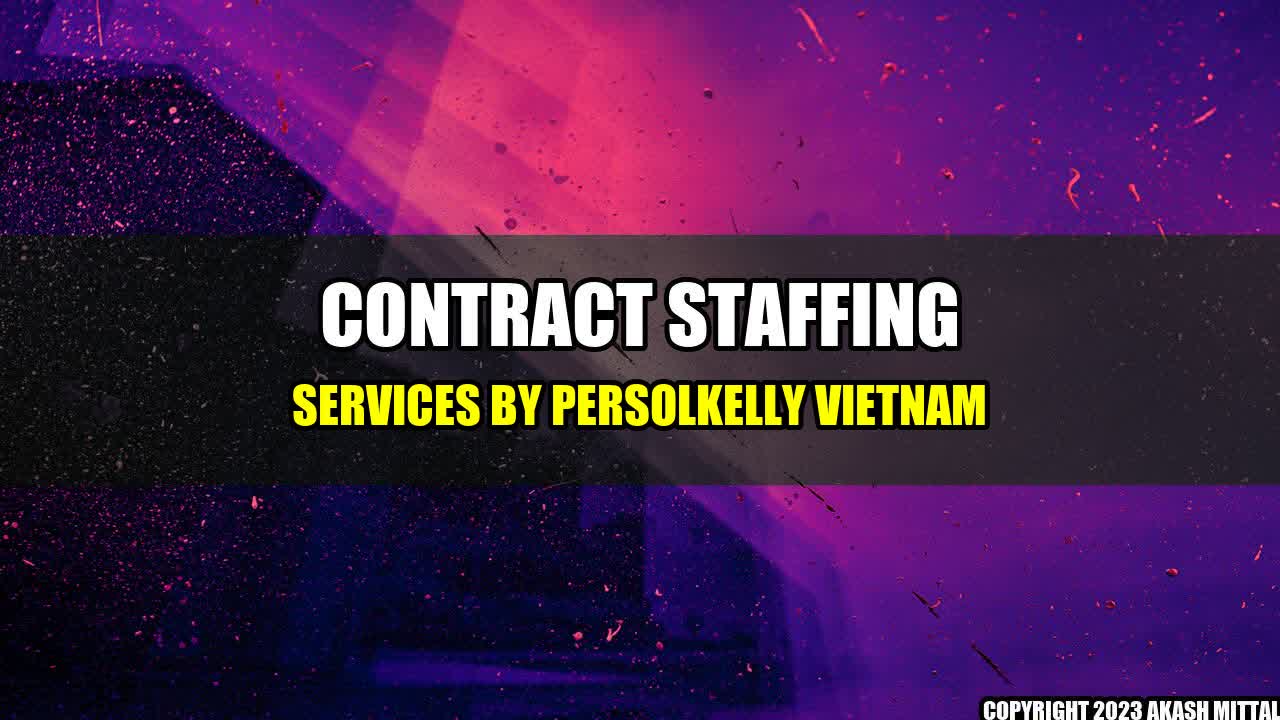 CONTRACT STAFFING
SERVICES BY PERSOLKELLY VIETNAM
COPYRIGHT 2023 AKASH MITTAL